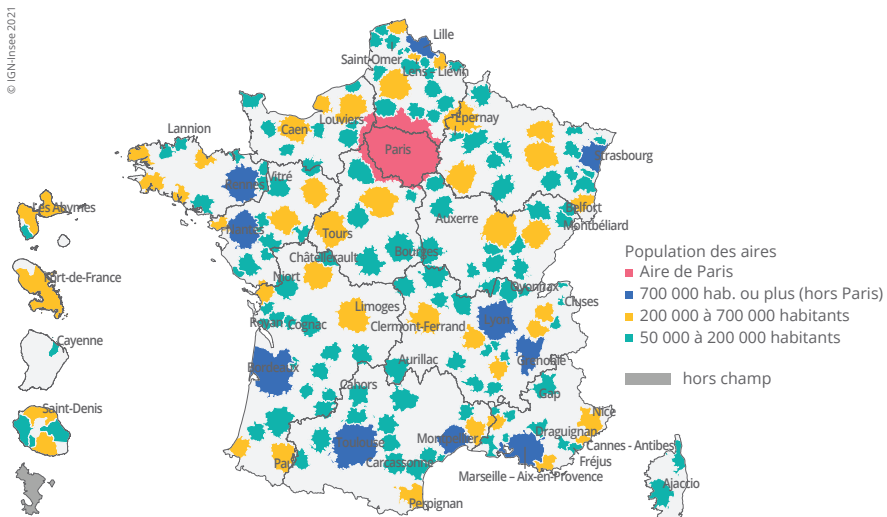 © IGN-Insee 2021
Lille
Saint-Omer
Lens – Liévin
Louviers
Caen
Épernay
Lannion
Paris
Strasbourg
Rennes
Vitré
Les Abymes
Auxerre
Belfort
Montbéliard
Nantes
Tours
Bourges
Châtellerault
Niort
Fort-de-France
Population des aires
Aire de Paris
700 000 hab. ou plus (hors Paris)
200 000 à 700 000 habitants
50 000 à 200 000 habitants
hors champ
Oyonnax
Cluses
Limoges
Royan
Cognac
Clermont-Ferrand
Lyon
Cayenne
Aurillac
Grenoble
Bordeaux
Cahors
Gap
Saint-Denis
Nice
Draguignan
Montpellier
Toulouse
Cannes - Antibes
Pau
Carcassonne
Fréjus
Marseille – Aix-en-Provence
Ajaccio
Perpignan